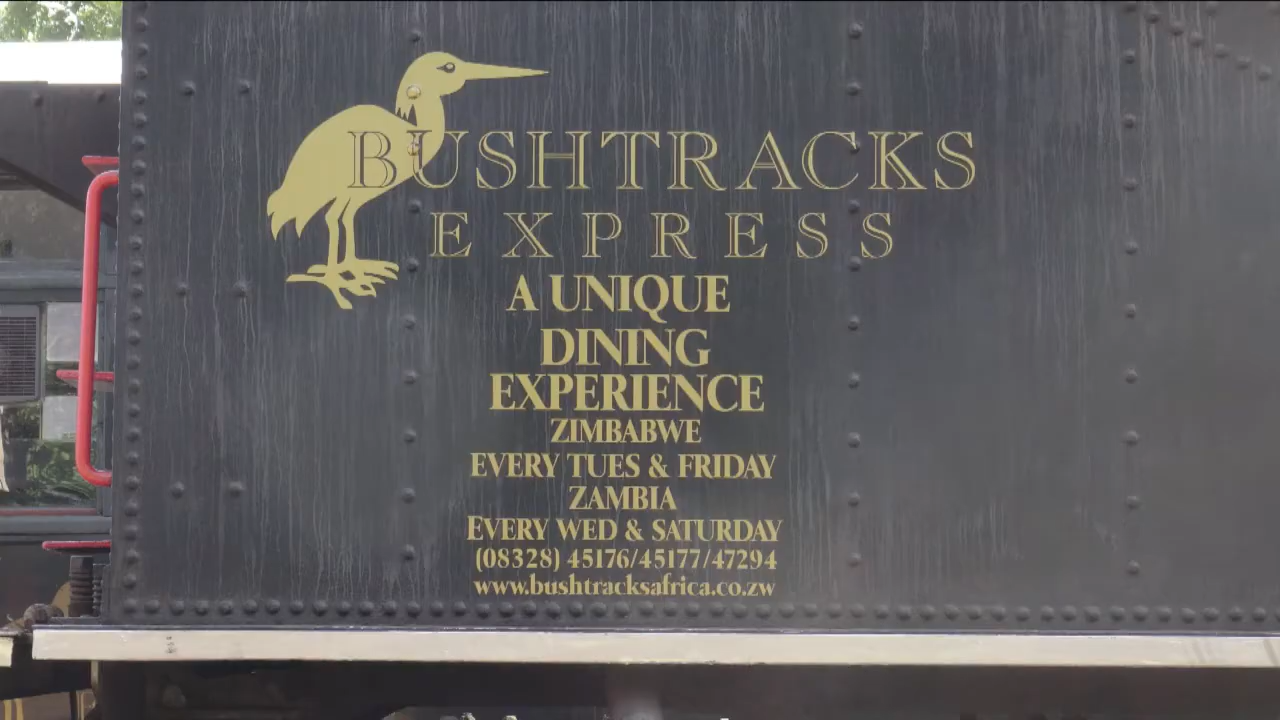 BUSHTRACKS
EXPRESS
A UNIQUE
DINING
EXPERIENCE
ZIMBABWE
EVERY TUES & FRIDAY
ZAMBIA
EVERY WED & SATURDAY
(08328) 45176/45177/47294
www.bushtracksafrica.co.zw